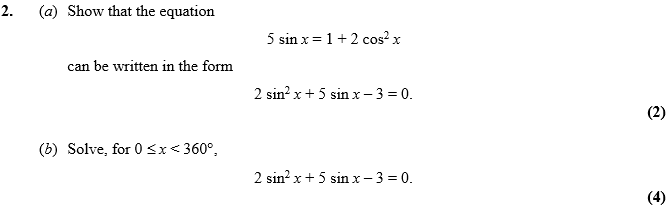 2. (a) Show that the equation
5 sin x = 1 + 2 cos² x
can be written in the form
2 sin² x + 5 sin x – 3 = 0.
(2)
(b) Solve, for 0 ≤ x < 360°,
2 sin² x + 5 sin x – 3 = 0.
(4)